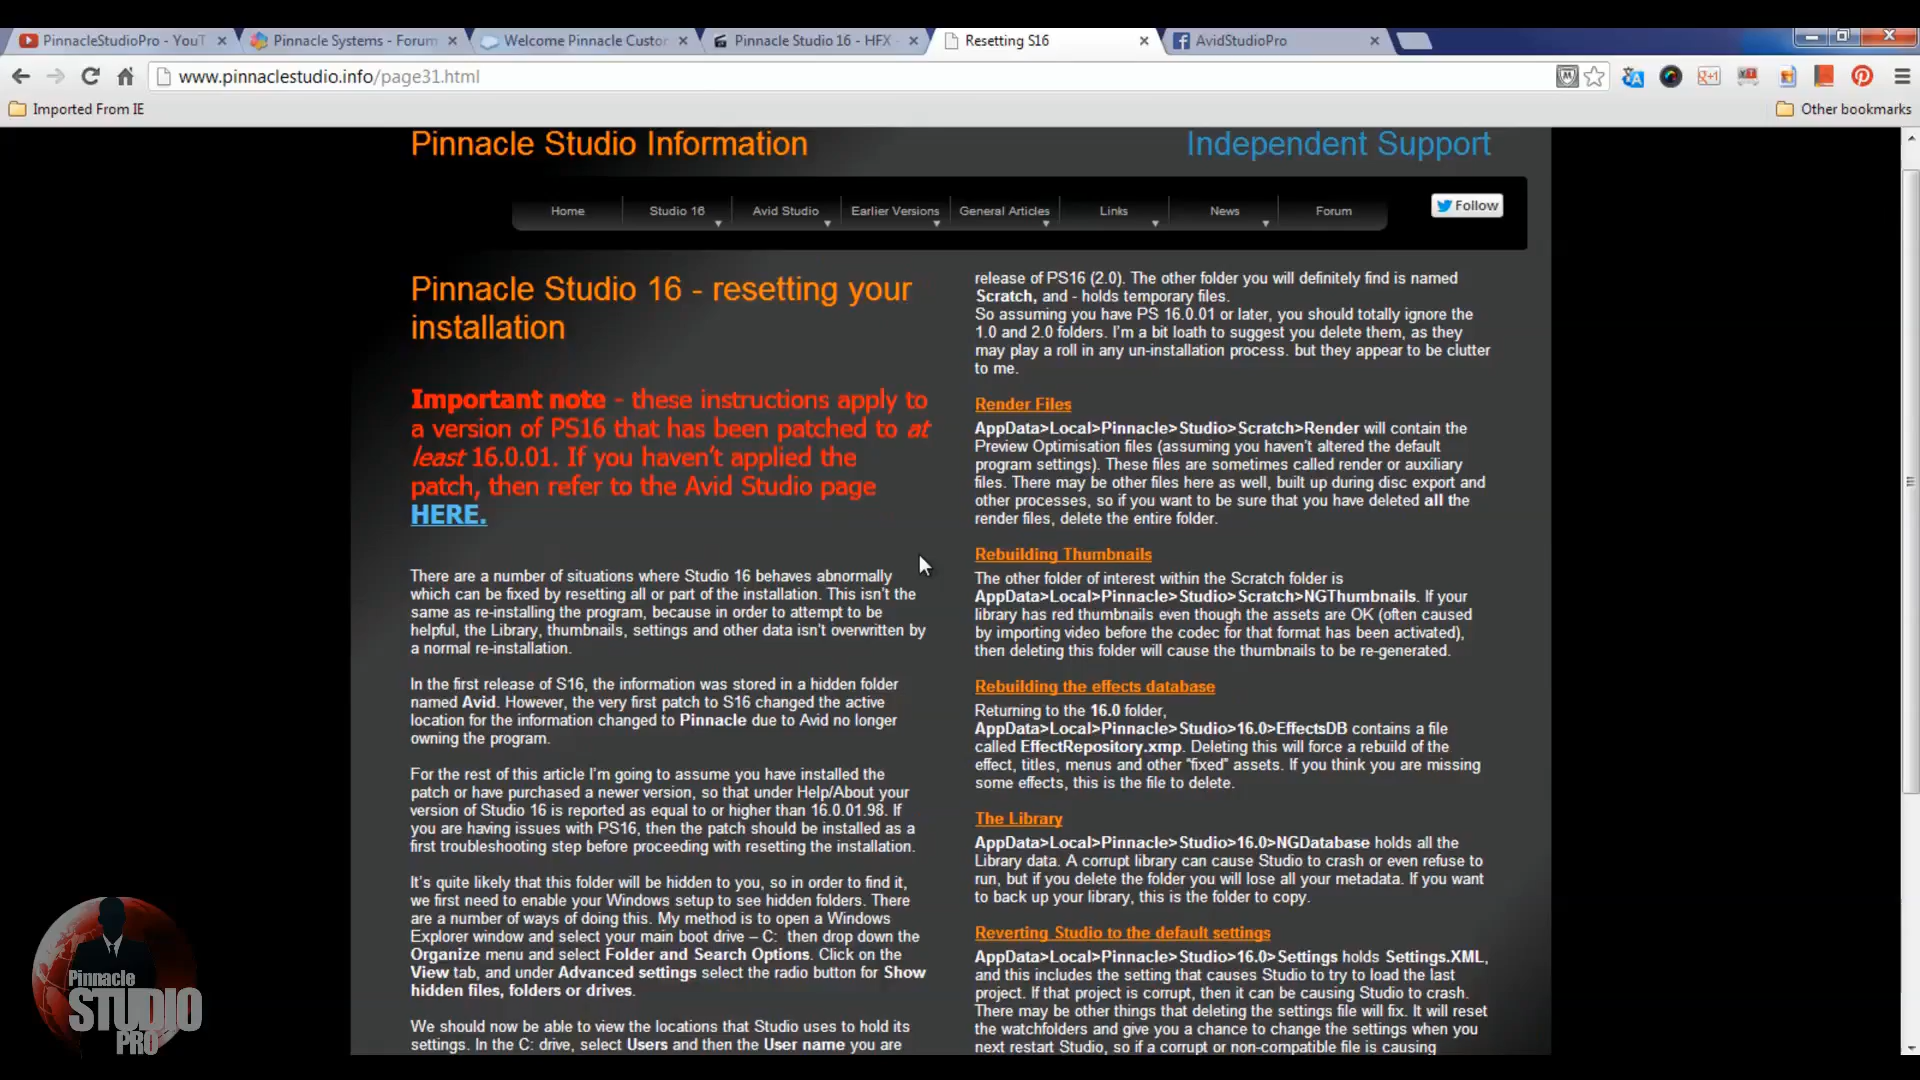 PinnacleStudioPro - YouT
Pinnacle Systems - Forum
Welcome Pinnacle Custor
Pinnacle Studio 16 - HFX -
Resetting S16
AvidStudioPro
www.pinnaclestudio.info/page31.html
Imported From IE
Other bookmarks
Pinnacle Studio Information
Independent Support
Home
Studio 16
Avid Studio
Earlier Versions
General Articles
Links
News
Forum
Follow
Pinnacle Studio 16 - resetting your
installation
Important note - these instructions apply to
a version of PS16 that has been patched to at
least 16.0.01. If you haven't applied the
patch, then refer to the Avid Studio page
HERE.
There are a number of situations where Studio 16 behaves abnormally
which can be fixed by resetting all or part of the installation. This isn't the
same as re-installing the program, because in order to attempt to be
helpful, the Library, thumbnails, settings and other data isn't overwritten by
a normal re-installation.
In the first release of S16, the information was stored in a hidden folder
named Avid. However, the very first patch to S16 changed the active
location for the information changed to Pinnacle due to Avid no longer
owning the program.
For the rest of this article I'm going to assume you have installed the
patch or have purchased a newer version, so that under Help/About your
version of Studio 16 is reported as equal to or higher than 16.0.01.98. If
you are having issues with PS16, then the patch should be installed as a
first troubleshooting step before proceeding with resetting the installation.
It's quite likely that this folder will be hidden to you, so in order to find it,
we first need to enable your Windows setup to see hidden folders. There
are a number of ways of doing this. My method is to open a Windows
Explorer window and select your main boot drive – C: then drop down the
Organize menu and select Folder and Search Options. Click on the
View tab, and under Advanced settings select the radio button for Show
hidden files, folders or drives.
We should now be able to view the locations that Studio uses to hold its
settings. In the C: drive, select Users and then the User name you are
release of PS16 (2.0). The other folder you will definitely find is named
Scratch, and - holds temporary files.
So assuming you have PS 16.0.01 or later, you should totally ignore the
1.0 and 2.0 folders. I'm a bit loath to suggest you delete them, as they
may play a roll in any un-installation process. but they appear to be clutter
to me.
Render Files
AppData>Local>Pinnacle>Studio>Scratch>Render will contain the
Preview Optimisation files (assuming you haven't altered the default
program settings). These files are sometimes called render or auxiliary
files. There may be other files here as well, built up during disc export and
other processes, so if you want to be sure that you have deleted all the
render files, delete the entire folder.
Rebuilding Thumbnails
The other folder of interest within the Scratch folder is
AppData>Local>Pinnacle>Studio>Scratch>NGThumbnails. If your
library has red thumbnails even though the assets are OK (often caused
by importing video before the codec for that format has been activated),
then deleting this folder will cause the thumbnails to be re-generated.
Rebuilding the effects database
Returning to the 16.0 folder,
AppData>Local>Pinnacle>Studio>16.0>EffectsDB contains a file
called EffectRepository.xmp. Deleting this will force a rebuild of the
effect, titles, menus and other "fixed" assets. If you think you are missing
some effects, this is the file to delete.
The Library
AppData>Local>Pinnacle>Studio>16.0>NGDatabase holds all the
Library data. A corrupt library can cause Studio to crash or even refuse to
run, but if you delete the folder you will lose all your metadata. If you want
to back up your library, this is the folder to copy.
Reverting Studio to the default settings
AppData>Local>Pinnacle>Studio>16.0>Settings holds Settings.XML,
and this includes the setting that causes Studio to try to load the last
project. If that project is corrupt, then it can be causing Studio to crash.
There may be other things that deleting the settings file will fix. It will reset
the watchfolders and give you a chance to change the settings when you
next restart Studio, so if a corrupt or non-compatible file is causing
Pinnacle
STUDIO
PRO